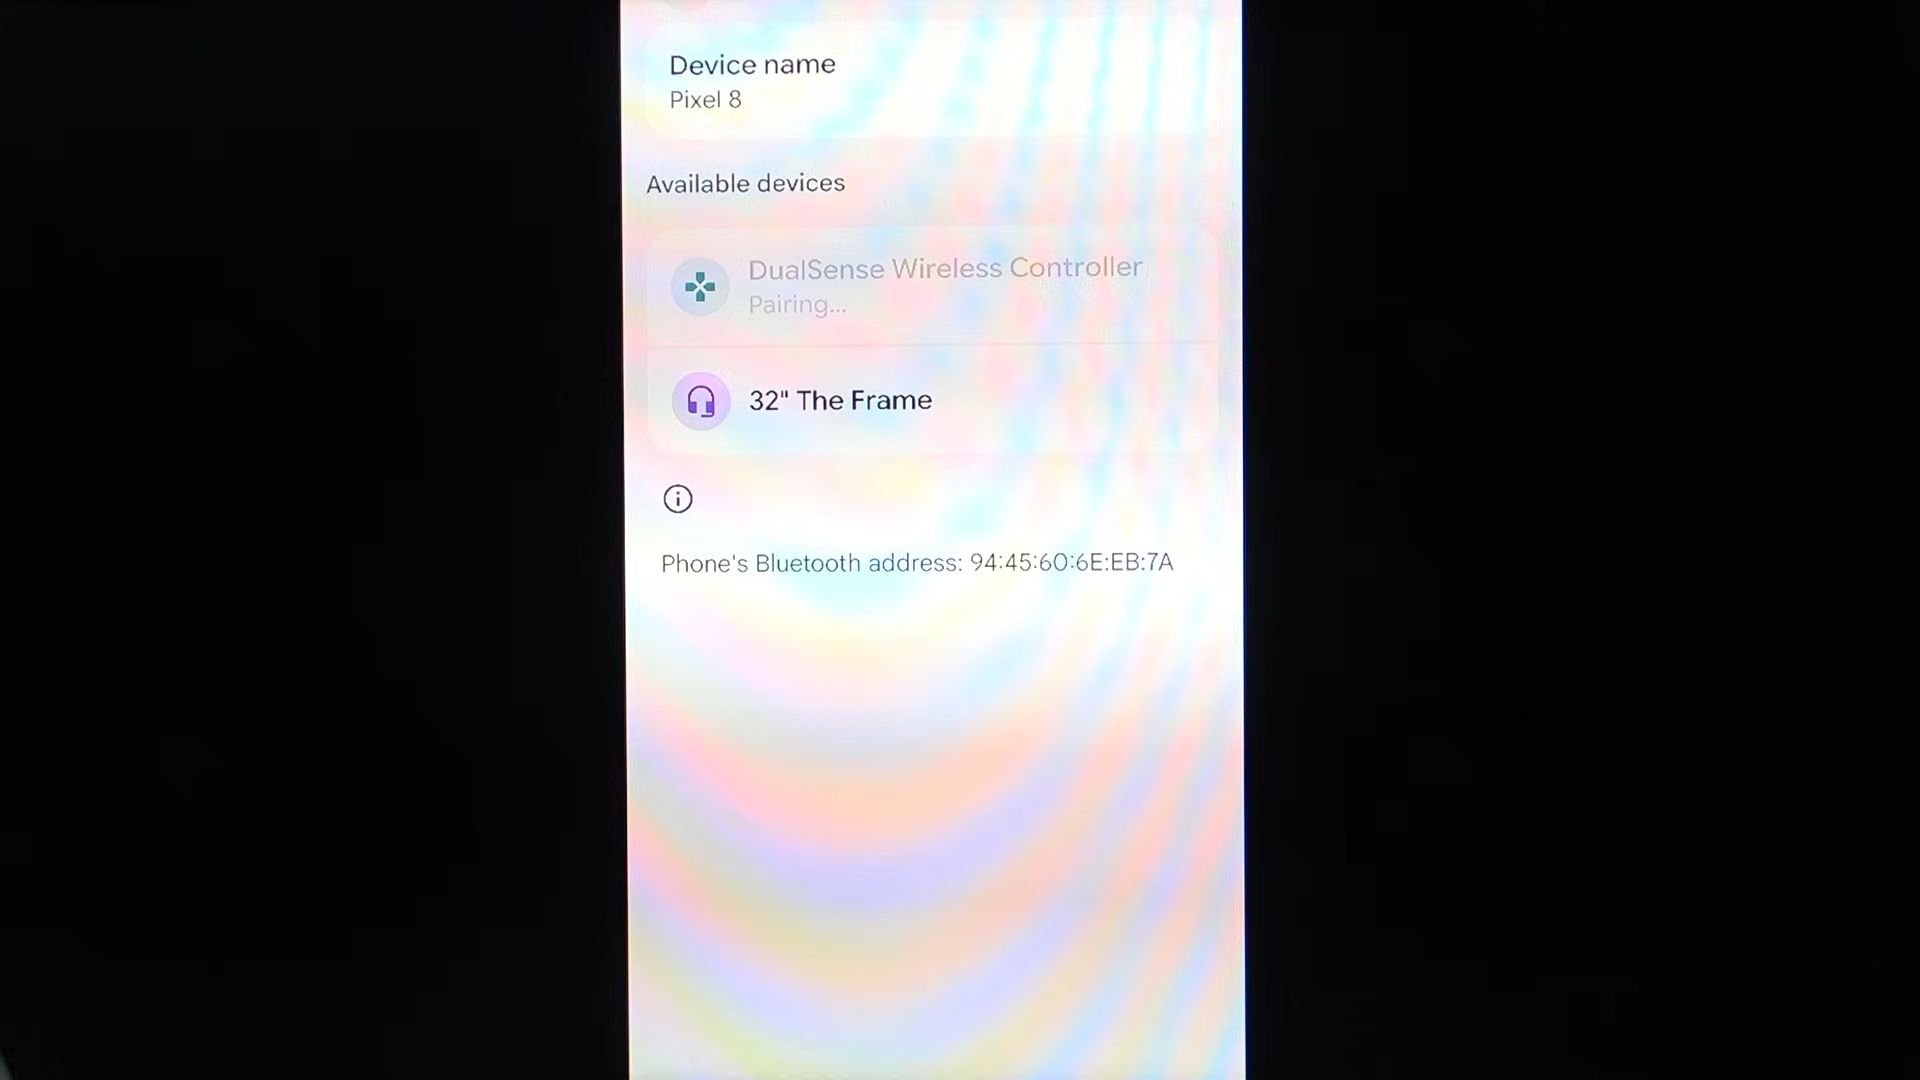 Device name
Pixel 8
Available devices
DualSense Wireless Controller
Pairing...
32" The Frame
Phone's Bluetooth address: 94:45:60:6E:EB:7A